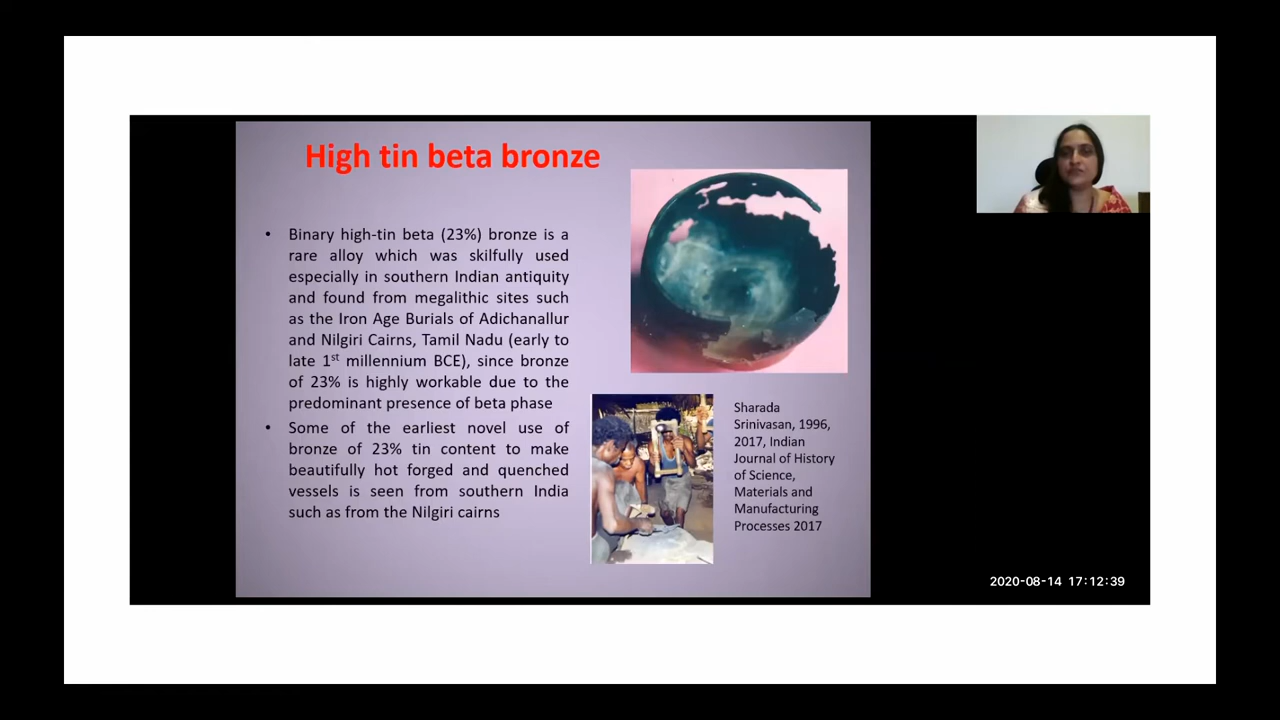 High tin beta bronze
• Binary high-tin beta (23%) bronze is a
rare alloy which was skilfully used
especially in southern Indian antiquity
and found from megalithic sites such
as the Iron Age Burials of Adichanallur
and Nilgiri Cairns, Tamil Nadu (early to
late 1st millennium BCE), since bronze
of 23% is highly workable due to the
predominant presence of beta phase
• Some of the earliest novel use of
bronze of 23% tin content to make
beautifully hot forged and quenched
vessels is seen from southern India
such as from the Nilgiri cairns
Sharada
Srinivasan, 1996,
2017, Indian
Journal of History
of Science,
Materials and
Manufacturing
Processes 2017
2020-08-14 17:12:39